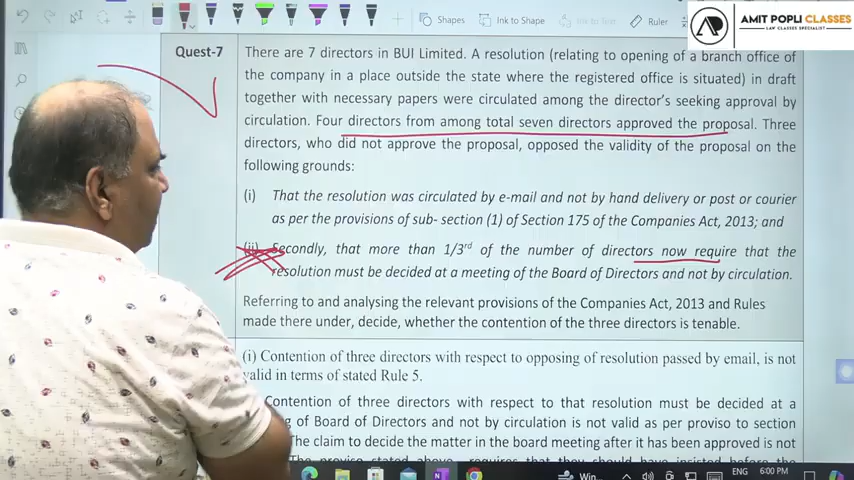 Shapes
Ink to Shape
Ruler
AMIT POPLI CLASSES
LAW CLASSES SPECIALIST
Quest-7
There are 7 directors in BUI Limited. A resolution (relating to opening of a branch office of
the company in a place outside the state where the registered office is situated) in draft
together with necessary papers were circulated among the director's seeking approval by
circulation. Four directors from among total seven directors approved the proposal. Three
directors, who did not approve the proposal, opposed the validity of the proposal on the
following grounds:
(i) That the resolution was circulated by e-mail and not by hand delivery or post or courier
as per the provisions of sub- section (1) of Section 175 of the Companies Act, 2013; and
(ii) Secondly, that more than 1/3rd of the number of directors now require that the
resolution must be decided at a meeting of the Board of Directors and not by circulation.
Referring to and analysing the relevant provisions of the Companies Act, 2013 and Rules
made there under, decide, whether the contention of the three directors is tenable.
(i) Contention of three directors with respect to opposing of resolution passed by email, is not
valid in terms of stated Rule 5.
Contention of three directors with respect to that resolution must be decided at a
of Board of Directors and not by circulation is not valid as per proviso to section
The claim to decide the matter in the board meeting after it has been approved is not
Win...
ENG
6:00 PM